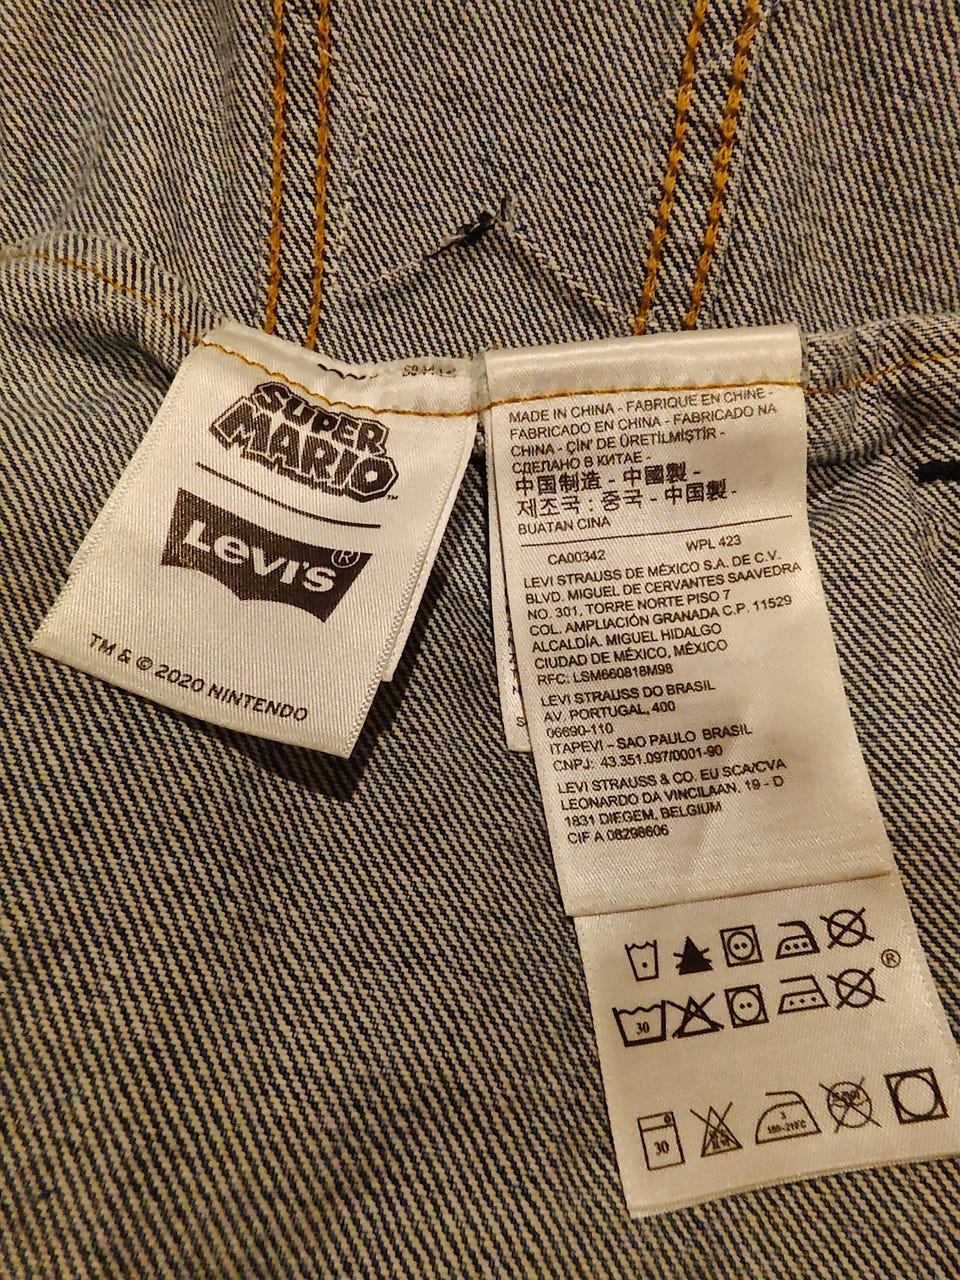 SUPER
MARIO™
Levi's®
TM & © 2020 NINTENDO
MADE IN CHINA - FABRIQUE EN CHINE -
FABRICADO EN CHINA - FABRICADO NA
CHINA - ÇİN' DE ÜRETİLMİŞTİR -
СДЕЛАНО В КИТАЕ -
中国制造 - 中國製 -
제조국 : 중국 - 中国製 -
BUATAN CINA
CA00342 WPL 423
LEVI STRAUSS DE MÉXICO S.A. DE C.V.
BLVD. MIGUEL DE CERVANTES SAAVEDRA
NO. 301, TORRE NORTE PISO 7
COL. AMPLIACIÓN GRANADA C.P. 11529
ALCALDÍA. MIGUEL HIDALGO
CIUDAD DE MÉXICO, MÉXICO
RFC: LSM660818M98
LEVI STRAUSS DO BRASIL
AV. PORTUGAL, 400
06690-110
ITAPEVI – SAO PAULO BRASIL
CNPJ: 43.351.097/0001-90
LEVI STRAUSS & CO. EU SCA/CVA
LEONARDO DA VINCILAAN, 19 - D
1831 DIEGEM, BELGIUM
CIF A 08298606
®
30
30
180-210°C